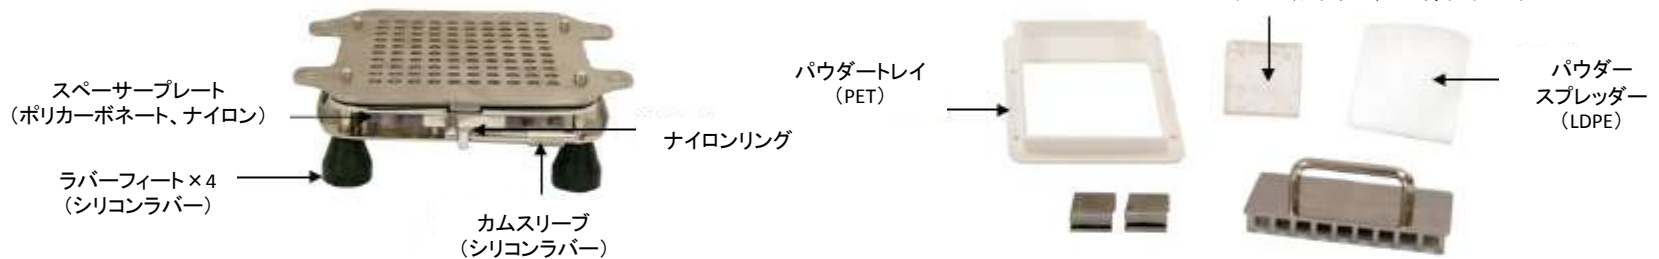 スペーサープレート
（ポリカーボネート、ナイロン）
ラバーフィート×4
（シリコンラバー）
カムスリーブ
（シリコンラバー）
ナイロンリング
パウダートレイ
（PET）
パウダー
スプレッダー
（LDPE）